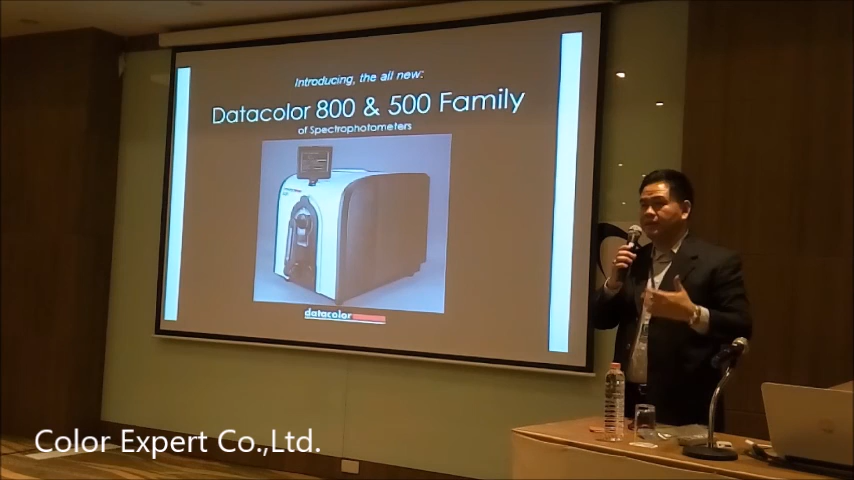 Introducing, the all new:
Datacolor 800 & 500 Family
of Spectrophotometers
datacolor
Color Expert Co.,Ltd.